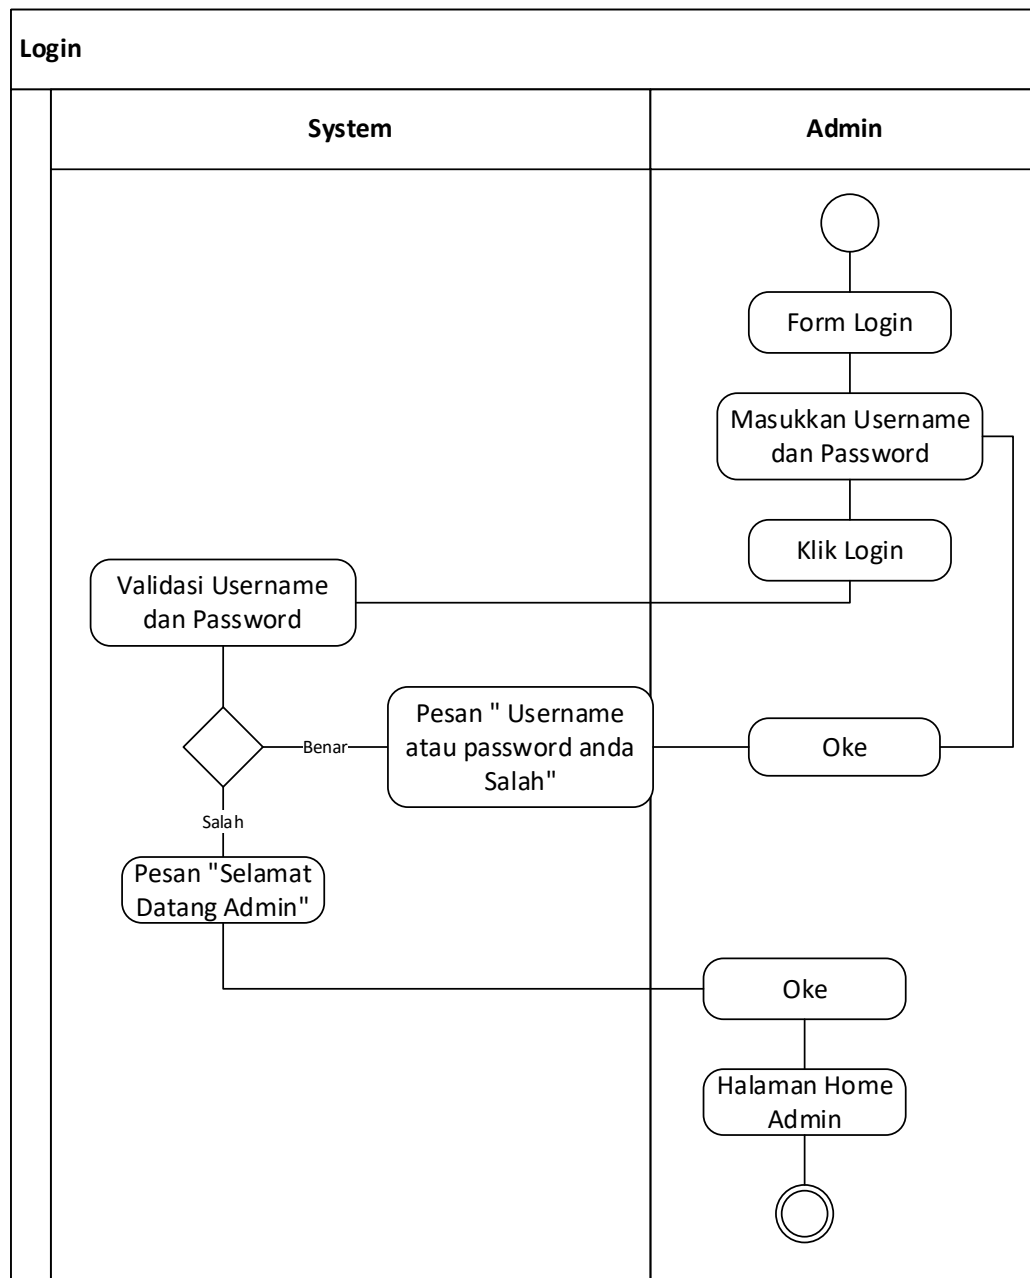 Login
System
Admin
Form Login
Masukkan Username
dan Password
Klik Login
Validasi Username
dan Password
Benar
Pesan " Username
atau password anda
Salah"
Oke
Salah
Pesan "Selamat
Datang Admin"
Oke
Halaman Home
Admin